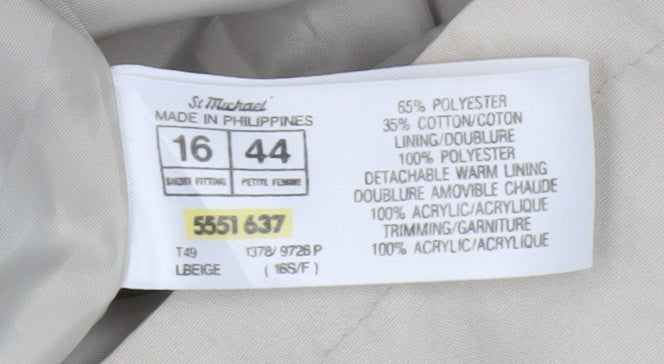 St Michael
MADE IN PHILIPPINES
16 44
SHORT FITTING PETITE FEMME
5551 637
T49 1378/ 9726 P
LBEIGE ( 16S/F )
65% POLYESTER
35% COTTON/COTON
LINING/DOUBLURE
100% POLYESTER
DETACHABLE WARM LINING
DOUBLURE AMOVIBLE CHAUDE
100% ACRYLIC/ACRYLIQUE
TRIMMING/GARNITURE
100% ACRYLIC/ACRYLIQUE